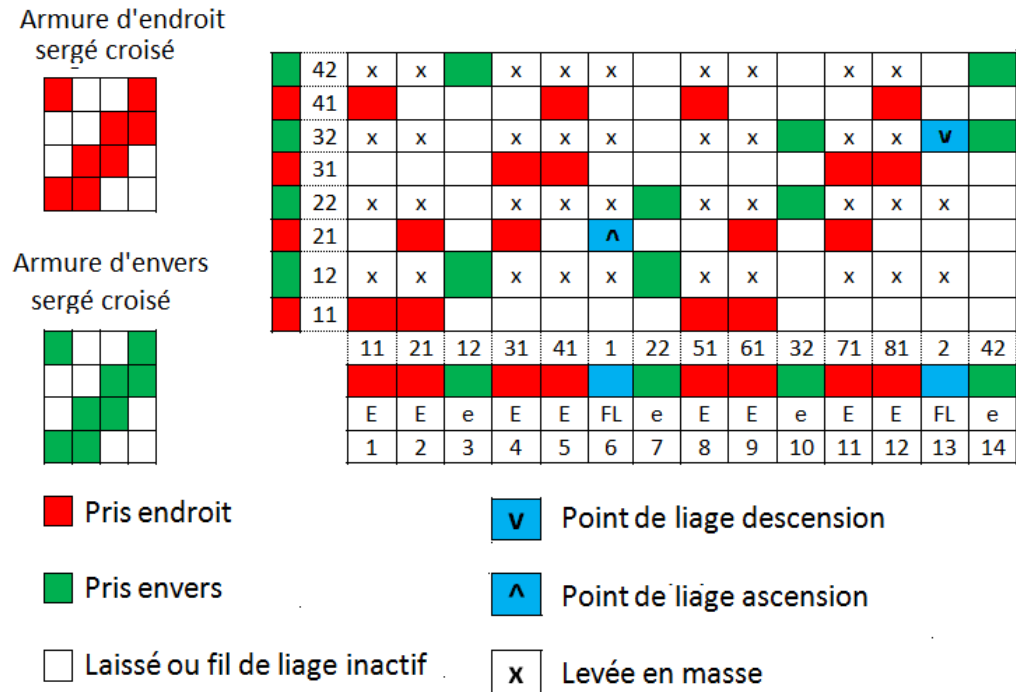 Armure d'endroit
sergé croisé
42 x x x x x x x x x
41
32 x x x x x x x x x v
31
22 x x x x x x x x x x
21 ^
12 x x x x x x x x x x
11
11 21 12 31 41 1 22 51 61 32 71 81 2 42
E E e E E FL e E E e E E FL e
1 2 3 4 5 6 7 8 9 10 11 12 13 14
Armure d'envers
sergé croisé
Pris endroit
Pris envers
Laissé ou fil de liage inactif
v Point de liage descension
^ Point de liage ascension
x Levée en masse